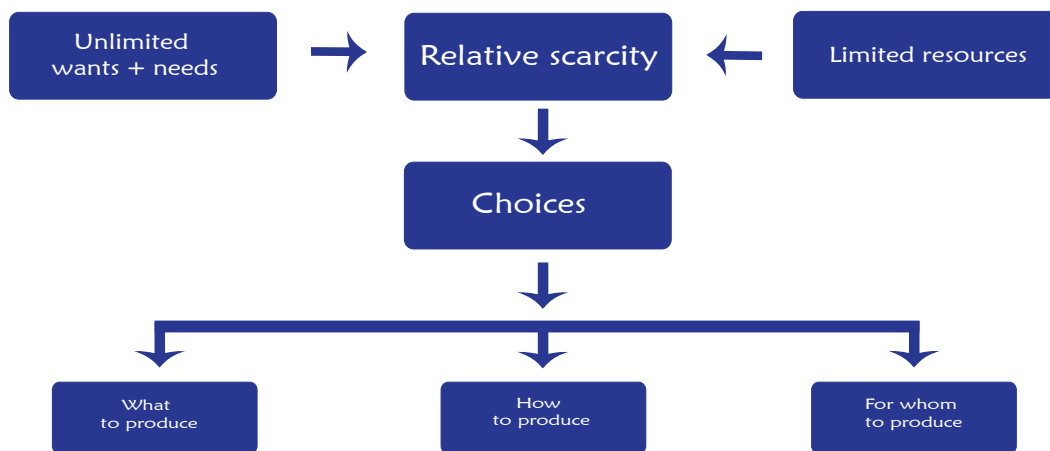 Unlimited
wants + needs
Relative scarcity
Limited resources
Choices
What
to produce
How
to produce
For whom
to produce